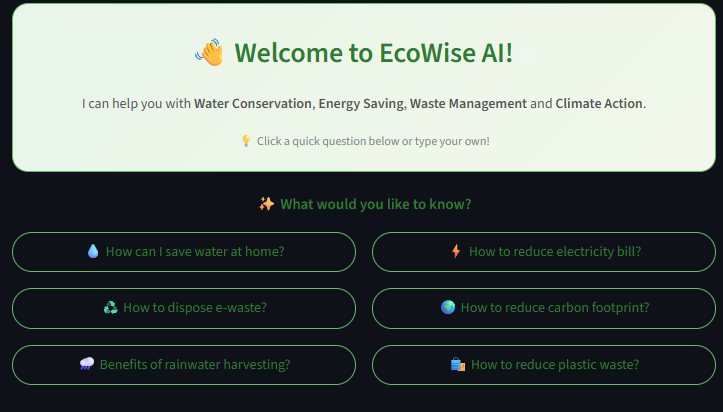 👋 Welcome to EcoWise AI!
I can help you with Water Conservation, Energy Saving, Waste Management and Climate Action.
💡 Click a quick question below or type your own!
✨ What would you like to know?
💧 How can I save water at home?
⚡ How to reduce electricity bill?
♻️ How to dispose e-waste?
🌍 How to reduce carbon footprint?
🌧️ Benefits of rainwater harvesting?
🛍️ How to reduce plastic waste?